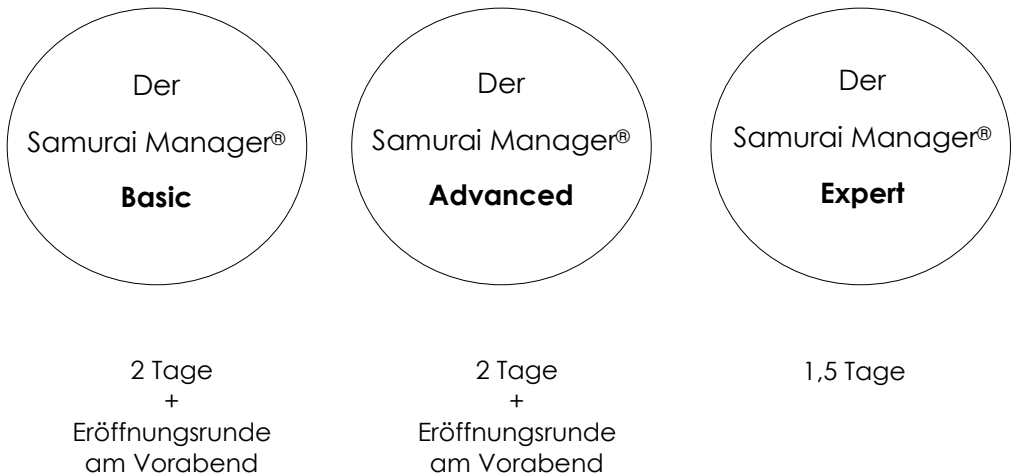 Der
Samurai Manager®
Basic
Der
Samurai Manager®
Advanced
Der
Samurai Manager®
Expert
2 Tage
+
Eröffnungsrunde
am Vorabend
2 Tage
+
Eröffnungsrunde
am Vorabend
1,5 Tage